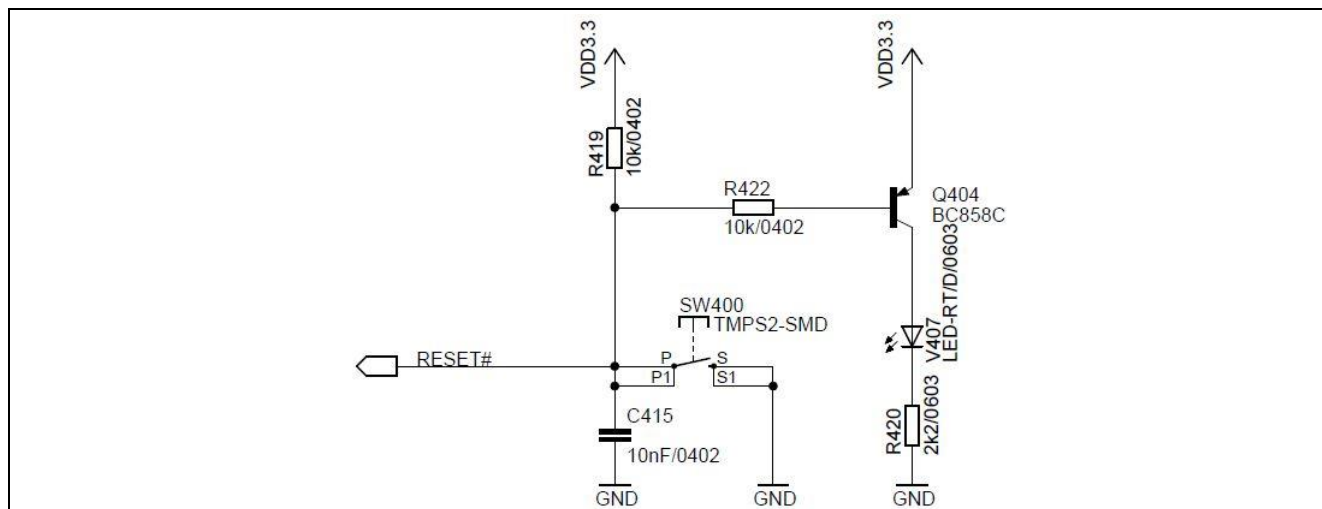 VDD3.3
VDD3.3
R419
10k/0402
R422
10k/0402
Q404
BC858C
SW400
TMPS2-SMD
V407
LED-RT/D/0603
RESET#
P
S
P1
S1
C415
10nF/0402
R420
2k2/0603
GND
GND
GND